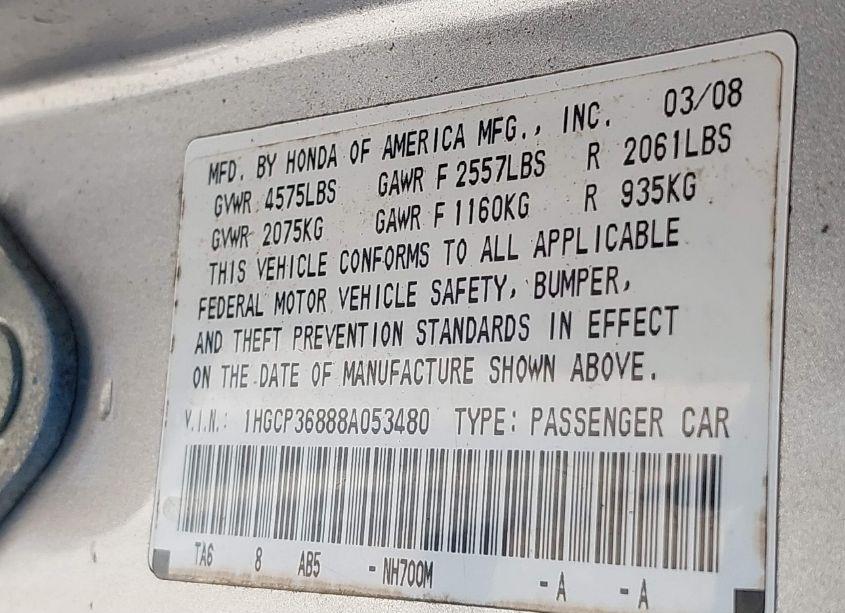 MFD. BY HONDA OF AMERICA MFG., INC. 03/08
GVWR 4575LBS GAWR F 2557LBS R 2061LBS
GVWR 2075KG GAWR F 1160KG R 935KG
THIS VEHICLE CONFORMS TO ALL APPLICABLE
FEDERAL MOTOR VEHICLE SAFETY, BUMPER,
AND THEFT PREVENTION STANDARDS IN EFFECT
ON THE DATE OF MANUFACTURE SHOWN ABOVE.
V.I.N.: 1HGCP36888A053480 TYPE: PASSENGER CAR
TA6 8 AB5 - NH700M - A - A